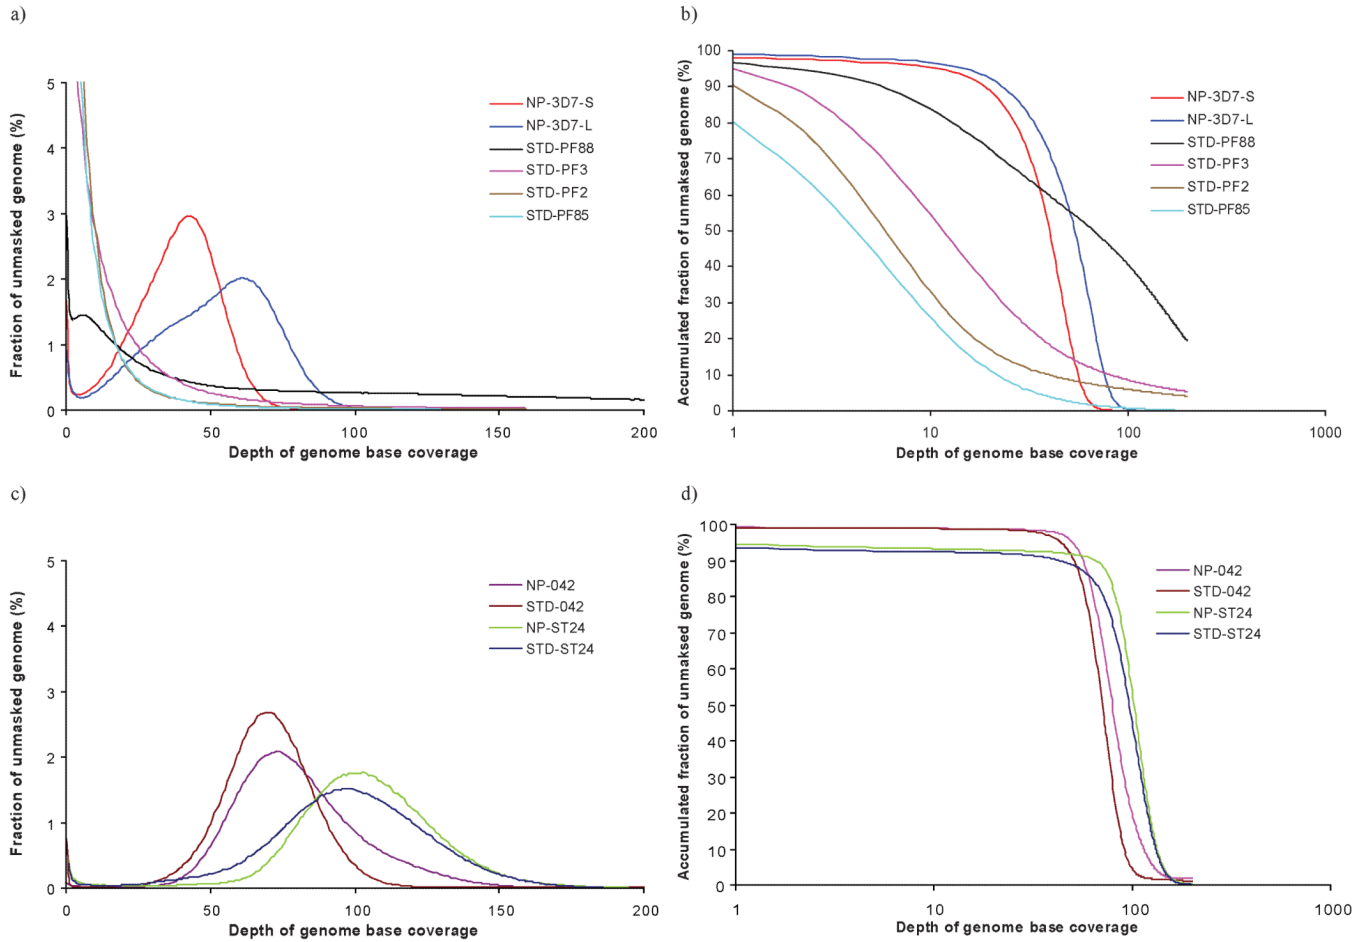 a)
Fraction of unmasked genome (%)
5
4
3
2
1
0
0
50
100
150
200
Depth of genome base coverage
NP-3D7-S
NP-3D7-L
STD-PF88
STD-PF3
STD-PF2
STD-PF85
b)
Accumulated fraction of unmaksed genome (%)
100
90
80
70
60
50
40
30
20
10
0
1
10
100
1000
Depth of genome base coverage
NP-3D7-S
NP-3D7-L
STD-PF88
STD-PF3
STD-PF2
STD-PF85
c)
Fraction of unmasked genome (%)
5
4
3
2
1
0
0
50
100
150
200
Depth of genome base coverage
NP-042
STD-042
NP-ST24
STD-ST24
d)
Accumulated fraction of unmaksed genome (%)
100
90
80
70
60
50
40
30
20
10
0
1
10
100
1000
Depth of genome base coverage
NP-042
STD-042
NP-ST24
STD-ST24